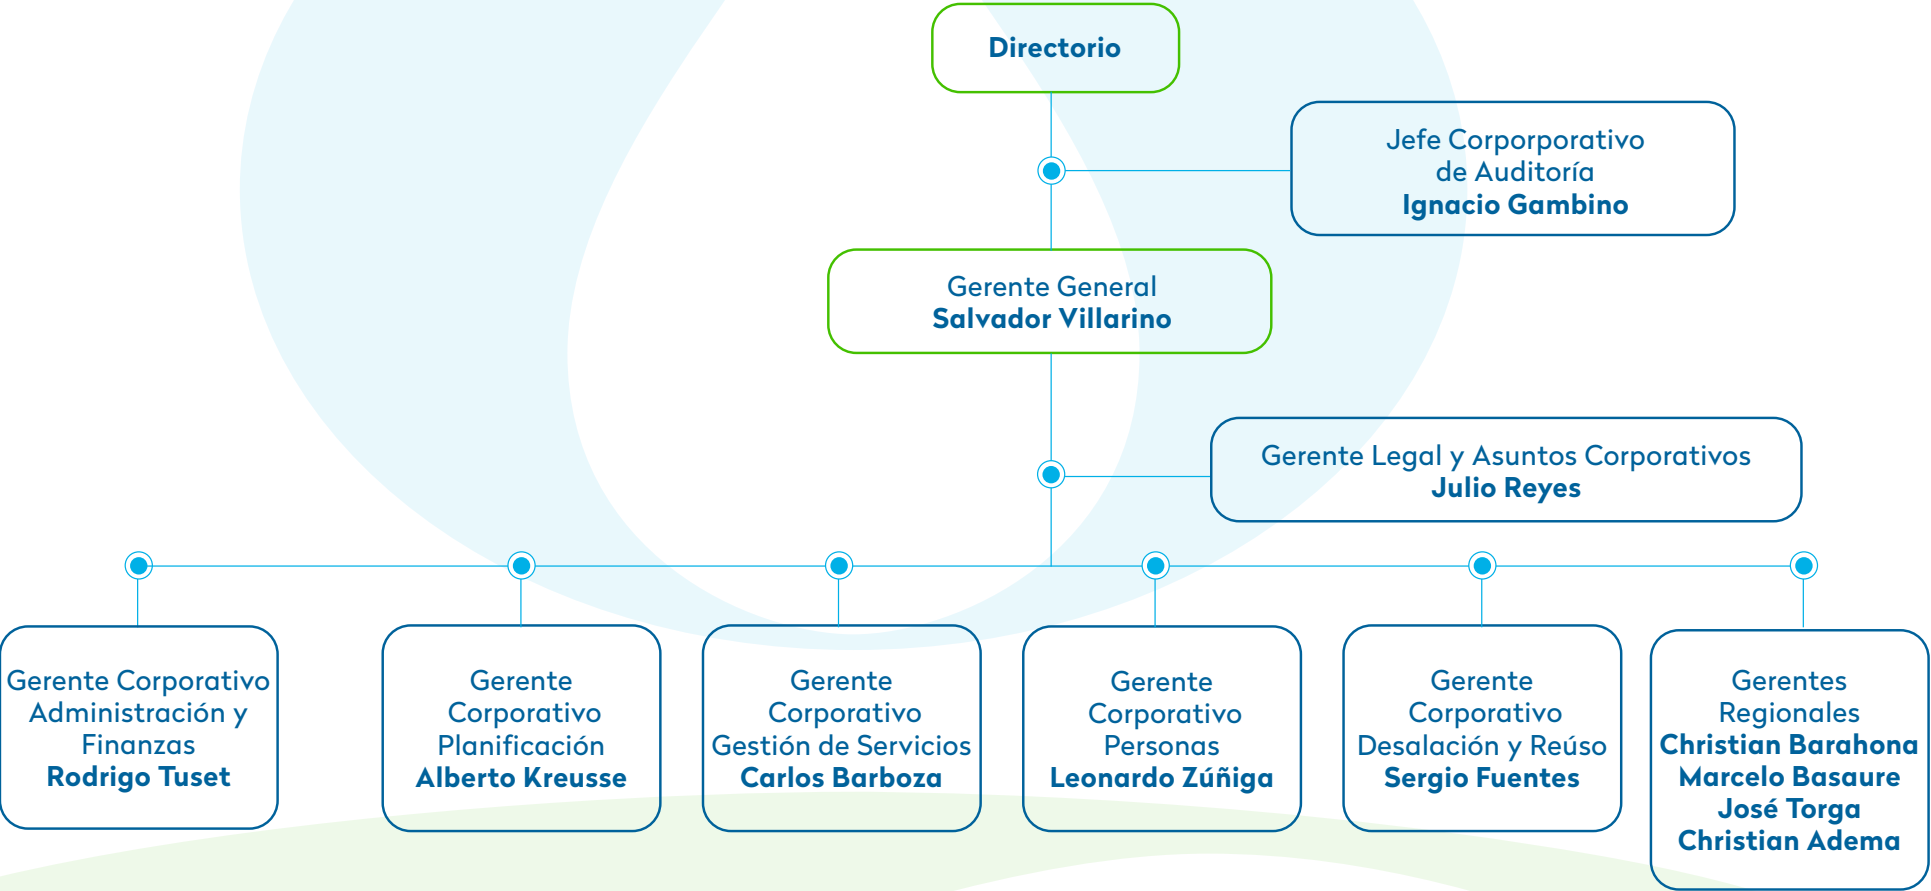 Directorio
Jefe Corporporativo
de Auditoría
Ignacio Gambino
Gerente General
Salvador Villarino
Gerente Legal y Asuntos Corporativos
Julio Reyes
Gerente Corporativo
Administración y
Finanzas
Rodrigo Tuset
Gerente
Corporativo
Planificación
Alberto Kreusse
Gerente
Corporativo
Gestión de Servicios
Carlos Barboza
Gerente
Corporativo
Personas
Leonardo Zúñiga
Gerente
Corporativo
Desalación y Reúso
Sergio Fuentes
Gerentes
Regionales
Christian Barahona
Marcelo Basaure
José Torga
Christian Adema